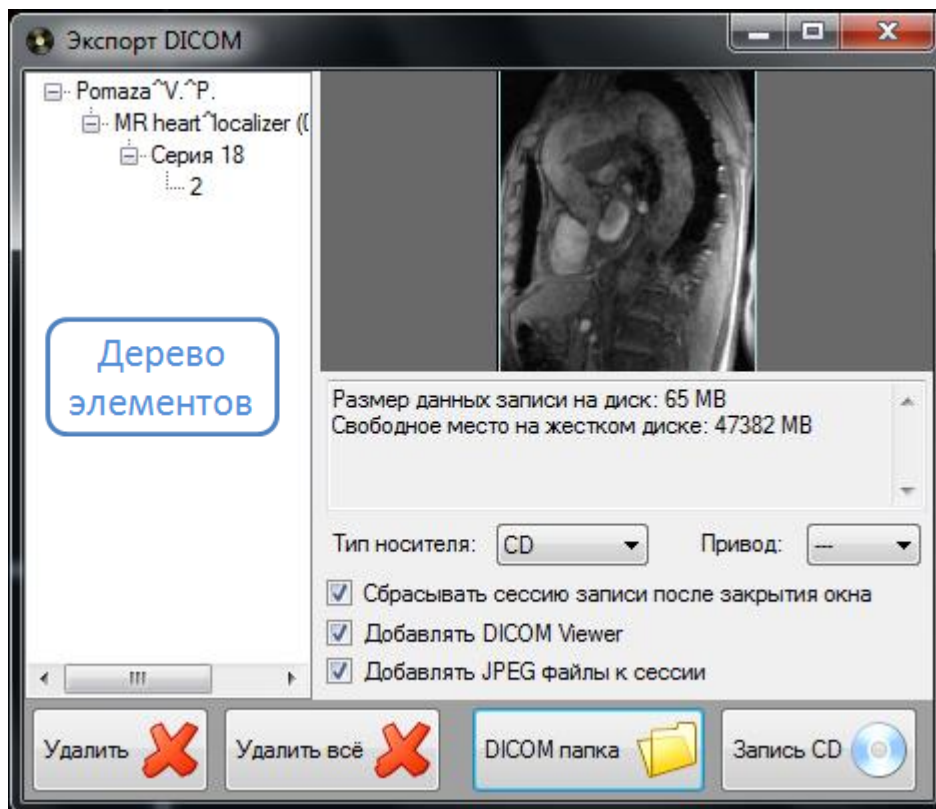 Экспорт DICOM
Pomaza^V.^P.
MR heart^localizer ((
Серия 18
2
Дерево
элементов
Размер данных записи на диск: 65 MB
Свободное место на жестком диске: 47382 MB
Тип носителя: CD Привод: ---
Сбрасывать сессию записи после закрытия окна
Добавлять DICOM Viewer
Добавлять JPEG файлы к сессии
Удалить Удалить всё DICOM папка Запись CD